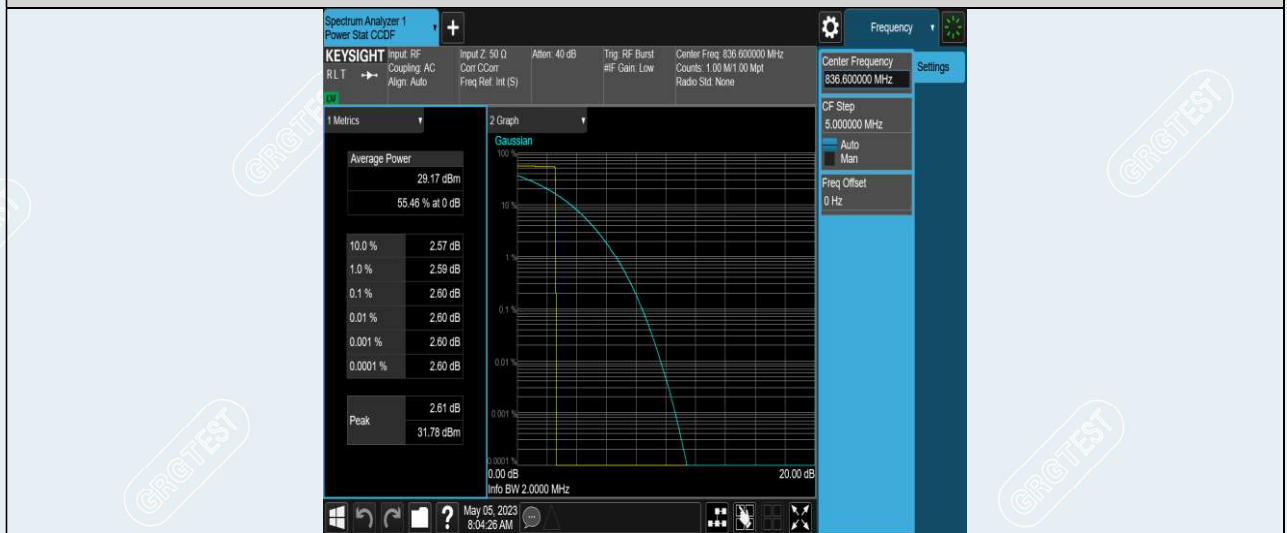 Spectrum Analyzer 1
Power Stat CCDF
+
Frequency
KEYSIGHT
RLT
Input: RF
Coupling: AC
Align: Auto
Input Z: 50 Ω
Corr CCorr
Freq Ref: Int (S)
Atten: 40 dB
Trig: RF Burst
#IF Gain: Low
Center Freq: 836.600000 MHz
Counts: 1.00 M/1.00 Mpt
Radio Std: None
Center Frequency
836.600000 MHz
Settings
CF Step
5.000000 MHz
Auto
Man
Freq Offset
0 Hz
1 Metrics
Average Power
29.17 dBm
55.46 % at 0 dB
10.0 % 2.57 dB
1.0 % 2.59 dB
0.1 % 2.60 dB
0.01 % 2.60 dB
0.001 % 2.60 dB
0.0001 % 2.60 dB
Peak
2.61 dB
31.78 dBm
2 Graph
Gaussian
100 %
10 %
1 %
0.1 %
0.01 %
0.001 %
0.0001 %
0.00 dB 20.00 dB
Info BW 2.0000 MHz
?
May 05, 2023
8:04:26 AM
GRGTEST
GRGTEST
GRGTEST
GRGTEST